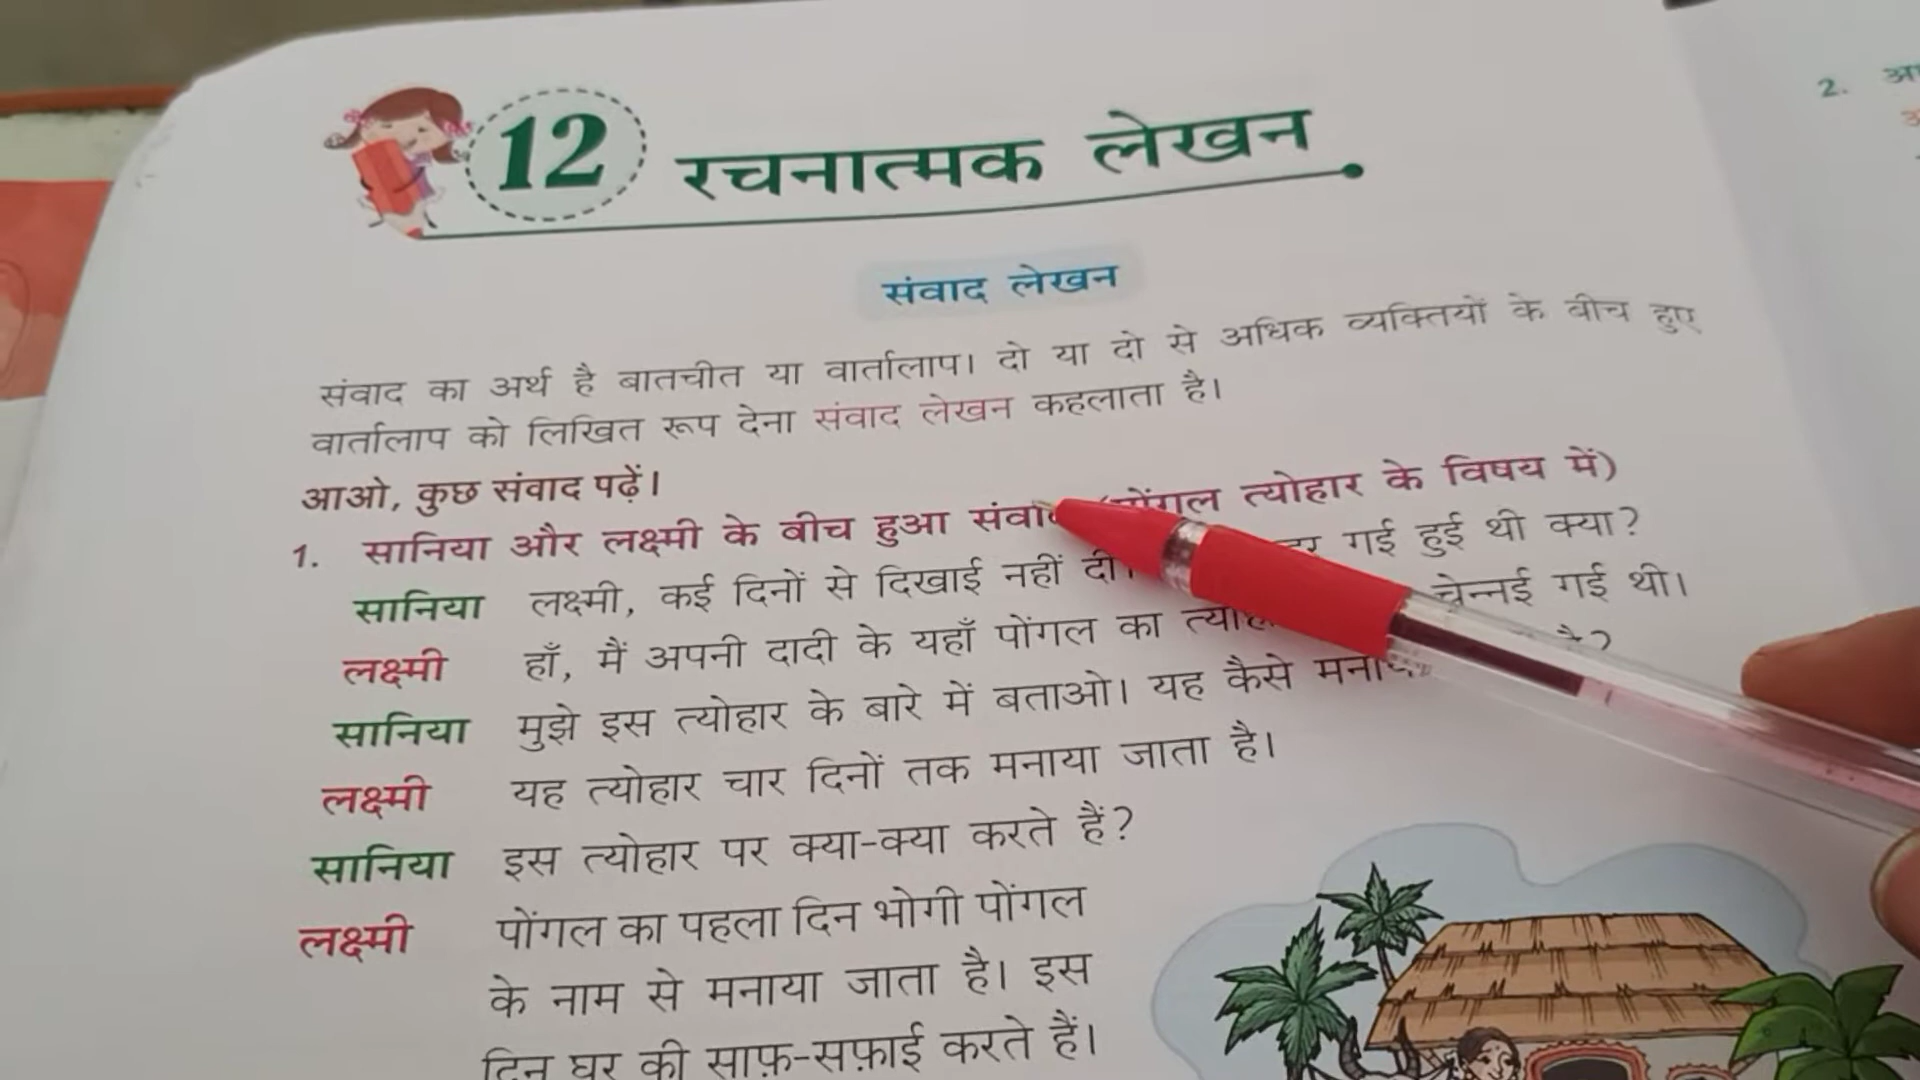 12 रचनात्मक लेखन
संवाद लेखन
संवाद का अर्थ है बातचीत या वार्तालाप। दो या दो से अधिक व्यक्तियों के बीच हुए
वार्तालाप को लिखित रूप देना संवाद लेखन कहलाता है।
आओ, कुछ संवाद पढ़ें।
1. सानिया और लक्ष्मी के बीच हुआ त्योहार के विषय में)
सानिया लक्ष्मी, कई दिनों से दिखाई नहीं दी। गई हुई थी क्या?
लक्ष्मी हाँ, मैं अपनी दादी के यहाँ पोंगल का चेन्नई गई थी।
सानिया मुझे इस त्योहार के बारे में बताओ। यह कैसे
लक्ष्मी यह त्योहार चार दिनों तक मनाया जाता है।
सानिया इस त्योहार पर क्या-क्या करते हैं?
लक्ष्मी पोंगल का पहला दिन भोगी पोंगल
के नाम से मनाया जाता है। इस
दिन घर की साफ़-सफ़ाई करते हैं।
2.